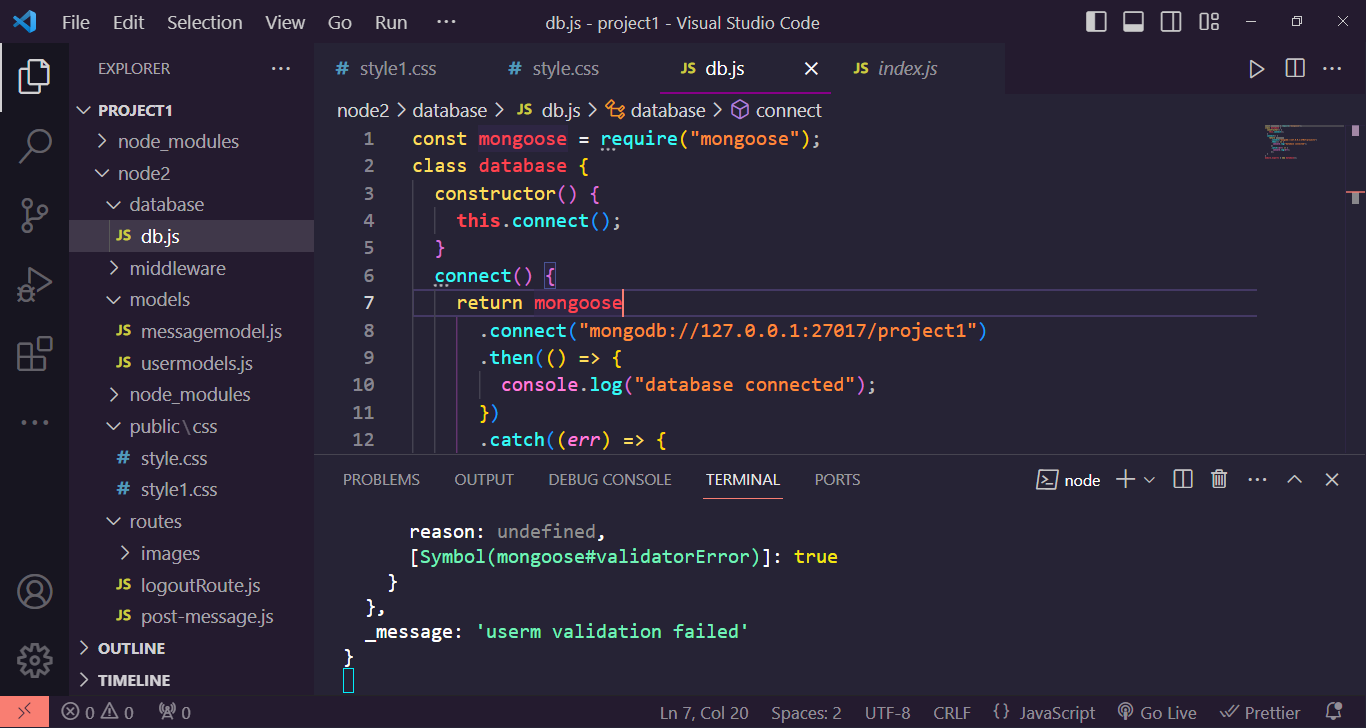 File Edit Selection View Go Run ··· db.js - project1 - Visual Studio Code
EXPLORER ···
PROJECT1
node_modules
node2
database
JS db.js
middleware
models
JS messagemodel.js
JS usermodels.js
node_modules
public\css
# style.css
# style1.css
routes
images
JS logoutRoute.js
JS post-message.js
OUTLINE
TIMELINE
# style1.css # style.css JS db.js JS index.js
node2 > database > JS db.js > database > connect
1 const mongoose = require("mongoose");
2 class database {
3 constructor() {
4 this.connect();
5 }
6 connect() {
7 return mongoose
8 .connect("mongodb://127.0.0.1:27017/project1")
9 .then(() => {
10 console.log("database connected");
11 })
12 .catch((err) => {
PROBLEMS OUTPUT DEBUG CONSOLE TERMINAL PORTS node
reason: undefined,
[Symbol(mongoose#validatorError)]: true
}
},
_message: 'userm validation failed'
}
0 0 0 Ln 7, Col 20 Spaces: 2 UTF-8 CRLF {} JavaScript Go Live Prettier